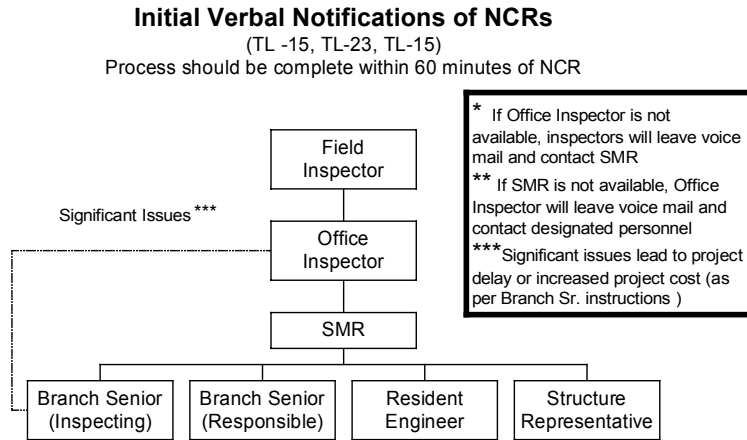 Initial Verbal Notifications of NCRs
(TL -15, TL-23, TL-15)
Process should be complete within 60 minutes of NCR
* If Office Inspector is not
available, inspectors will leave voice
mail and contact SMR
** If SMR is not available, Office
Inspector will leave voice mail and
contact designated personnel
***Significant issues lead to project
delay or increased project cost (as
per Branch Sr. instructions )
Field
Inspector
Significant Issues ***
Office
Inspector
SMR
Branch Senior
(Inspecting)
Branch Senior
(Responsible)
Resident
Engineer
Structure
Representative